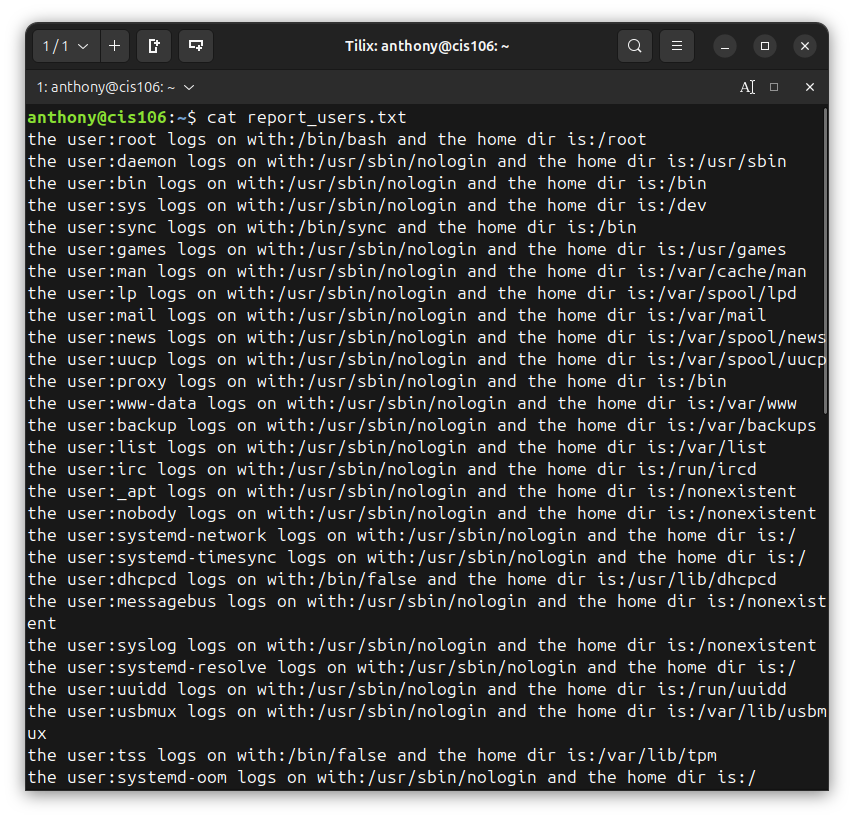 1 / 1
Tilix: anthony@cis106: ~
1: anthony@cis106: ~
anthony@cis106:~$ cat report_users.txt
the user:root logs on with:/bin/bash and the home dir is:/root
the user:daemon logs on with:/usr/sbin/nologin and the home dir is:/usr/sbin
the user:bin logs on with:/usr/sbin/nologin and the home dir is:/bin
the user:sys logs on with:/usr/sbin/nologin and the home dir is:/dev
the user:sync logs on with:/bin/sync and the home dir is:/bin
the user:games logs on with:/usr/sbin/nologin and the home dir is:/usr/games
the user:man logs on with:/usr/sbin/nologin and the home dir is:/var/cache/man
the user:lp logs on with:/usr/sbin/nologin and the home dir is:/var/spool/lpd
the user:mail logs on with:/usr/sbin/nologin and the home dir is:/var/mail
the user:news logs on with:/usr/sbin/nologin and the home dir is:/var/spool/news
the user:uucp logs on with:/usr/sbin/nologin and the home dir is:/var/spool/uucp
the user:proxy logs on with:/usr/sbin/nologin and the home dir is:/bin
the user:www-data logs on with:/usr/sbin/nologin and the home dir is:/var/www
the user:backup logs on with:/usr/sbin/nologin and the home dir is:/var/backups
the user:list logs on with:/usr/sbin/nologin and the home dir is:/var/list
the user:irc logs on with:/usr/sbin/nologin and the home dir is:/run/ircd
the user:_apt logs on with:/usr/sbin/nologin and the home dir is:/nonexistent
the user:nobody logs on with:/usr/sbin/nologin and the home dir is:/nonexistent
the user:systemd-network logs on with:/usr/sbin/nologin and the home dir is:/
the user:systemd-timesync logs on with:/usr/sbin/nologin and the home dir is:/
the user:dhcpcd logs on with:/bin/false and the home dir is:/usr/lib/dhcpcd
the user:messagebus logs on with:/usr/sbin/nologin and the home dir is:/nonexist
ent
the user:syslog logs on with:/usr/sbin/nologin and the home dir is:/nonexistent
the user:systemd-resolve logs on with:/usr/sbin/nologin and the home dir is:/
the user:uuidd logs on with:/usr/sbin/nologin and the home dir is:/run/uuidd
the user:usbmux logs on with:/usr/sbin/nologin and the home dir is:/var/lib/usbm
ux
the user:tss logs on with:/bin/false and the home dir is:/var/lib/tpm
the user:systemd-oom logs on with:/usr/sbin/nologin and the home dir is:/